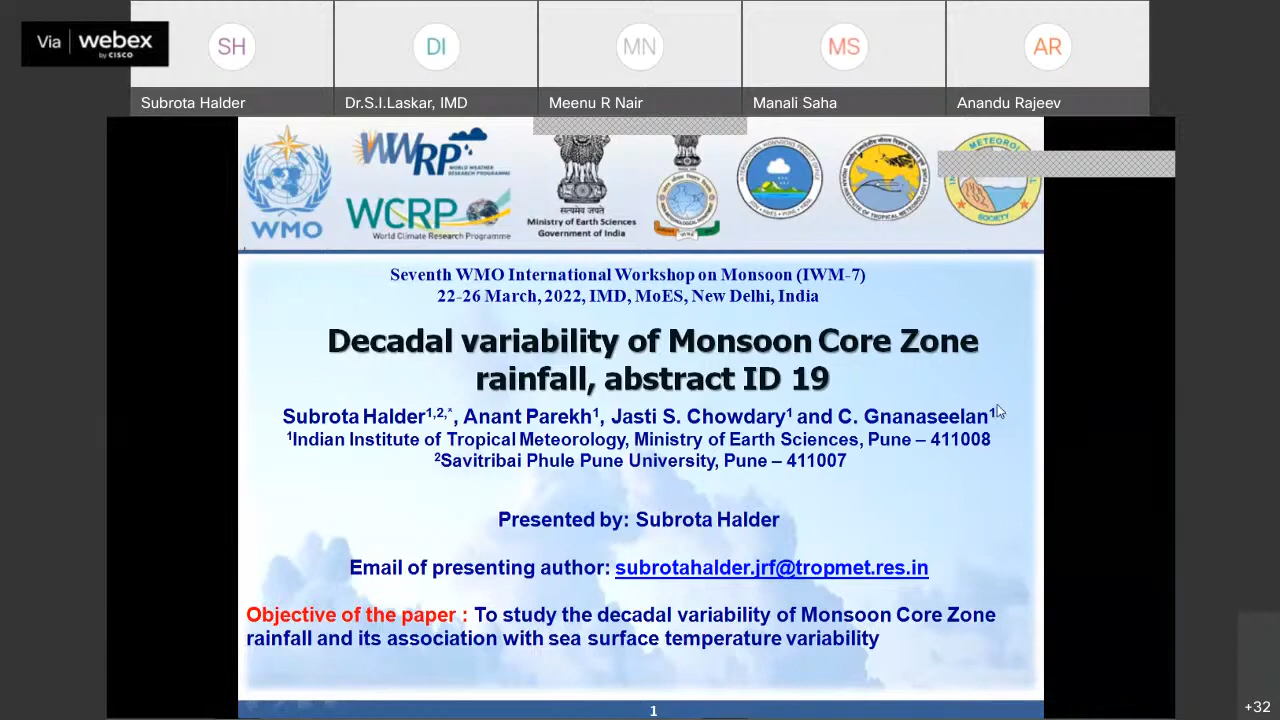 Via webex
by CISCO
SH
DI
MN
MS
AR
Subrota Halder
Dr.S.I.Laskar, IMD
Meenu R Nair
Manali Saha
Anandu Rajeev
WMO
WWRP
WORLD WEATHER
RESEARCH PROGRAMME
WCRP
World Climate Research Programme
सत्यमेव जयते
Ministry of Earth Sciences
Government of India
METEOROL
SOCIETY
Seventh WMO International Workshop on Monsoon (IWM-7)
22-26 March, 2022, IMD, MoES, New Delhi, India
Decadal variability of Monsoon Core Zone
rainfall, abstract ID 19
Subrota Halder1,2,*, Anant Parekh1, Jasti S. Chowdary1 and C. Gnanaseelan1
1Indian Institute of Tropical Meteorology, Ministry of Earth Sciences, Pune – 411008
2Savitribai Phule Pune University, Pune – 411007
Presented by: Subrota Halder
Email of presenting author: subrotahalder.jrf@tropmet.res.in
Objective of the paper : To study the decadal variability of Monsoon Core Zone
rainfall and its association with sea surface temperature variability
1
+32